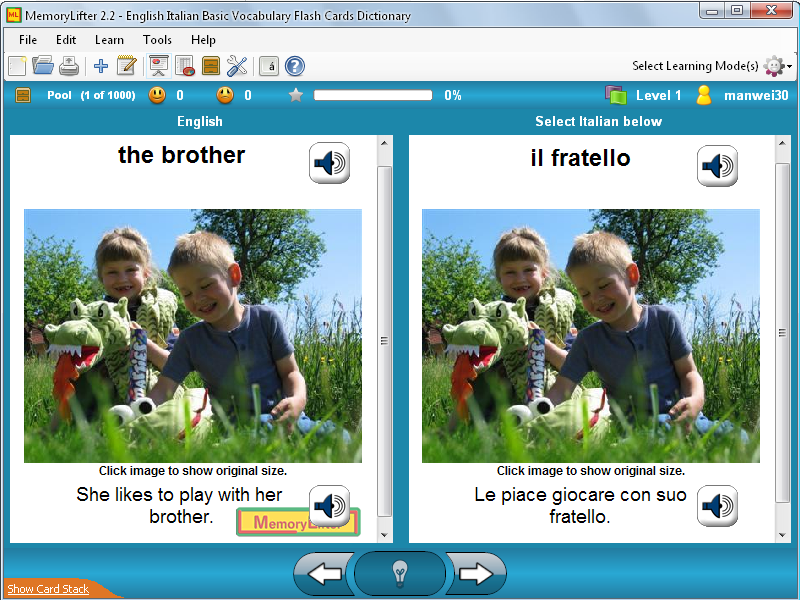 MemoryLifter 2.2 - English Italian Basic Vocabulary Flash Cards Dictionary
File Edit Learn Tools Help
Select Learning Mode(s)
Pool (1 of 1000) 0 0 0% Level 1 manwei30
English
Select Italian below
the brother
Click image to show original size.
She likes to play with her
brother.
MemoryLifter
il fratello
Click image to show original size.
Le piace giocare con suo
fratello.
Show Card Stack